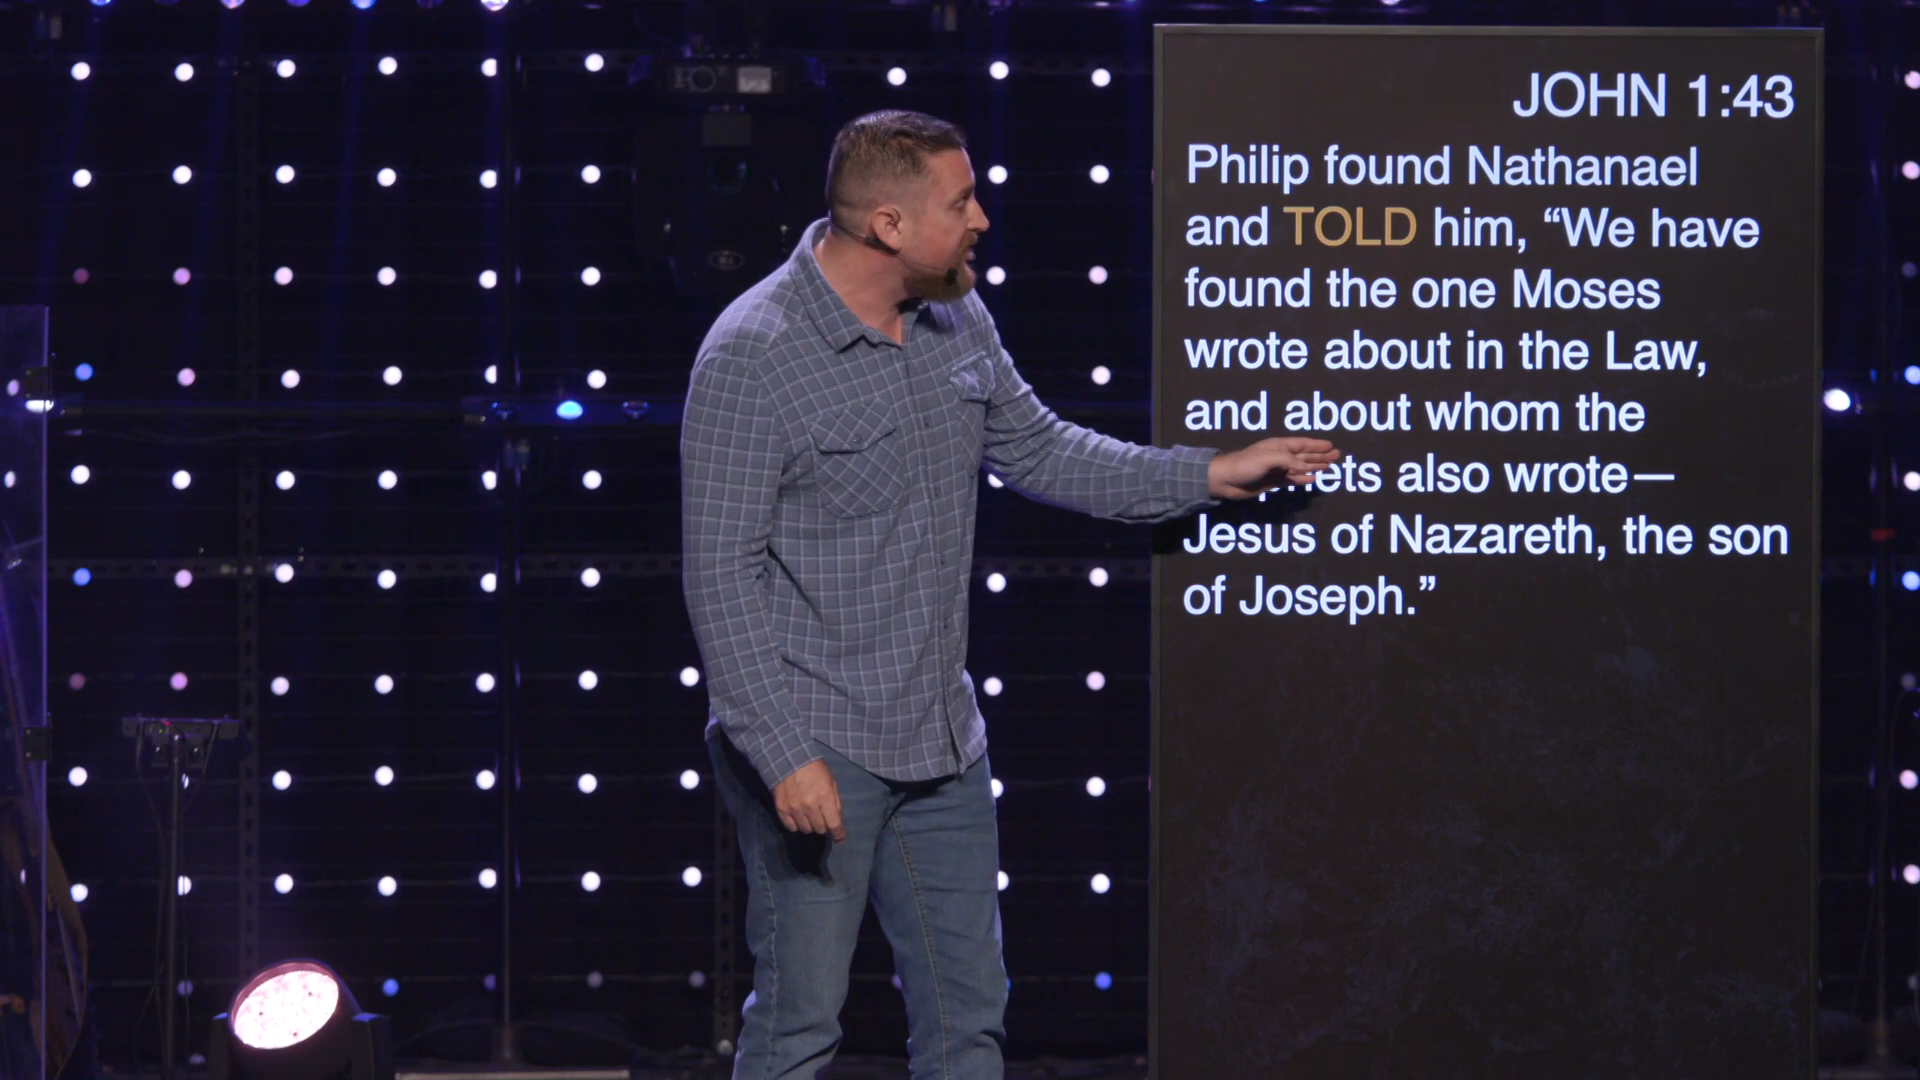 JOHN 1:43
Philip found Nathanael
and TOLD him, “We have
found the one Moses
wrote about in the Law,
and about whom the
also wrote—
Jesus of Nazareth, the son
of Joseph.”